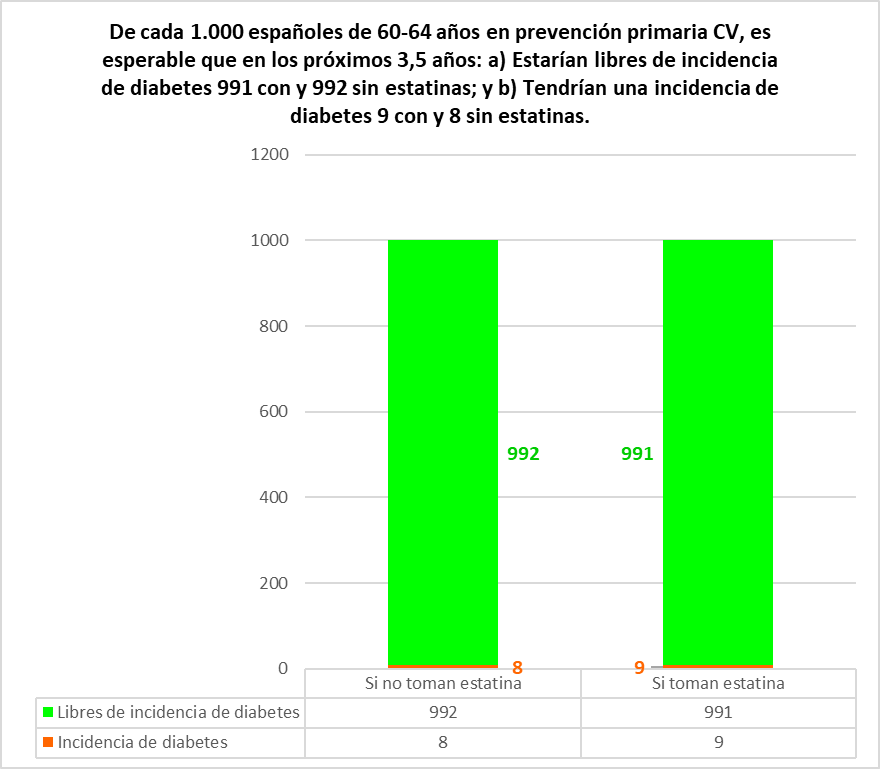 De cada 1.000 españoles de 60-64 años en prevención primaria CV, es
esperable que en los próximos 3,5 años: a) Estarían libres de incidencia
de diabetes 991 con y 992 sin estatinas; y b) Tendrían una incidencia de
diabetes 9 con y 8 sin estatinas.
1200
1000
800
600
992 991
400
200
0
8 9
Si no toman estatina Si toman estatina
Libres de incidencia de diabetes 992 991
Incidencia de diabetes 8 9